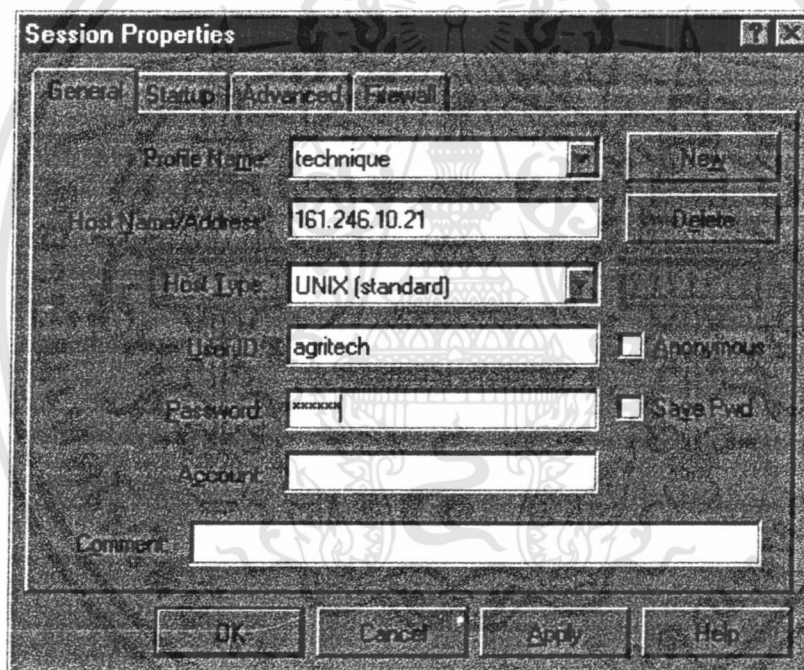 Session Properties
General Startup Advanced Firewall
Profile Name: technique New
Host Name/Address: 161.246.10.21 Delete
Host Type: UNIX (standard)
User ID: agritech Anonymous
Password: xxxxxx Save Pwd
Account:
Comment:
OK Cancel Apply Help